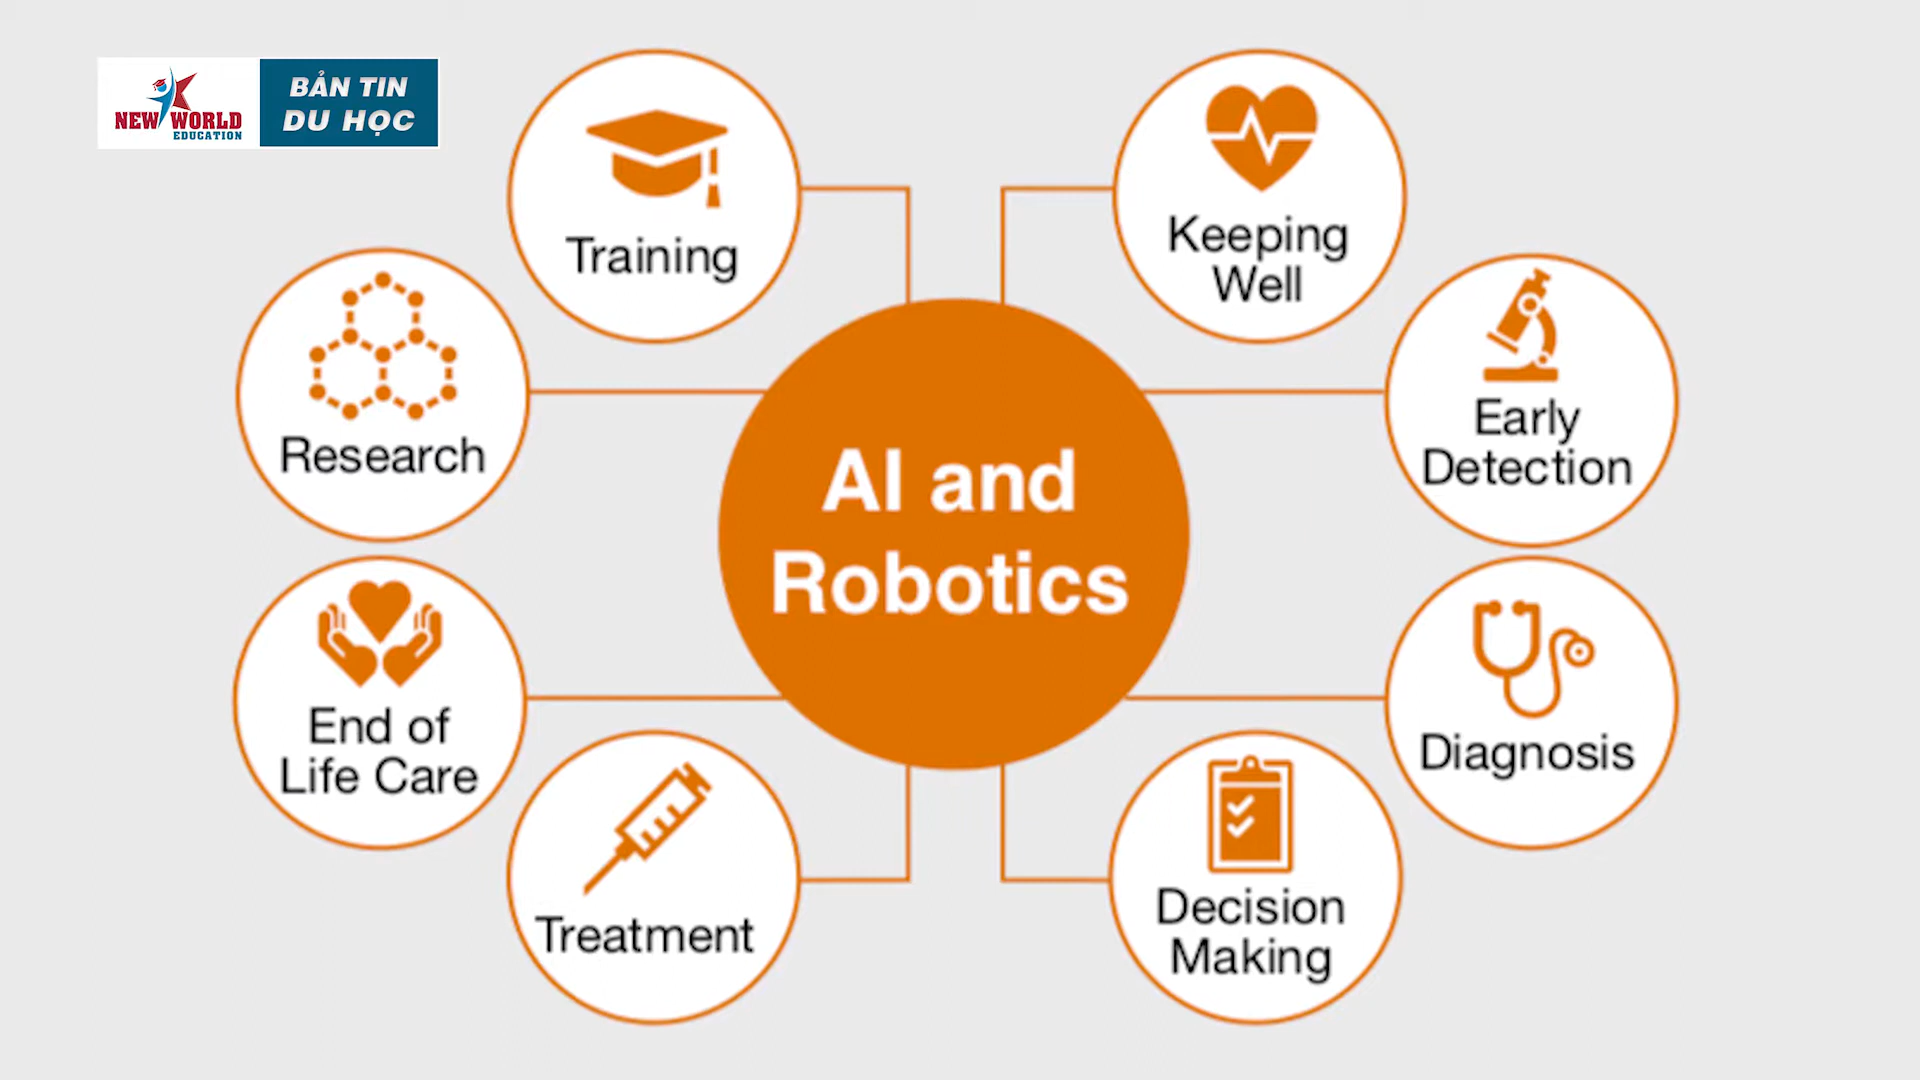 NEW WORLD
EDUCATION
BẢN TIN
DU HỌC
Training
Keeping
Well
Early
Detection
Diagnosis
Decision
Making
Treatment
End of
Life Care
Research
AI and
Robotics